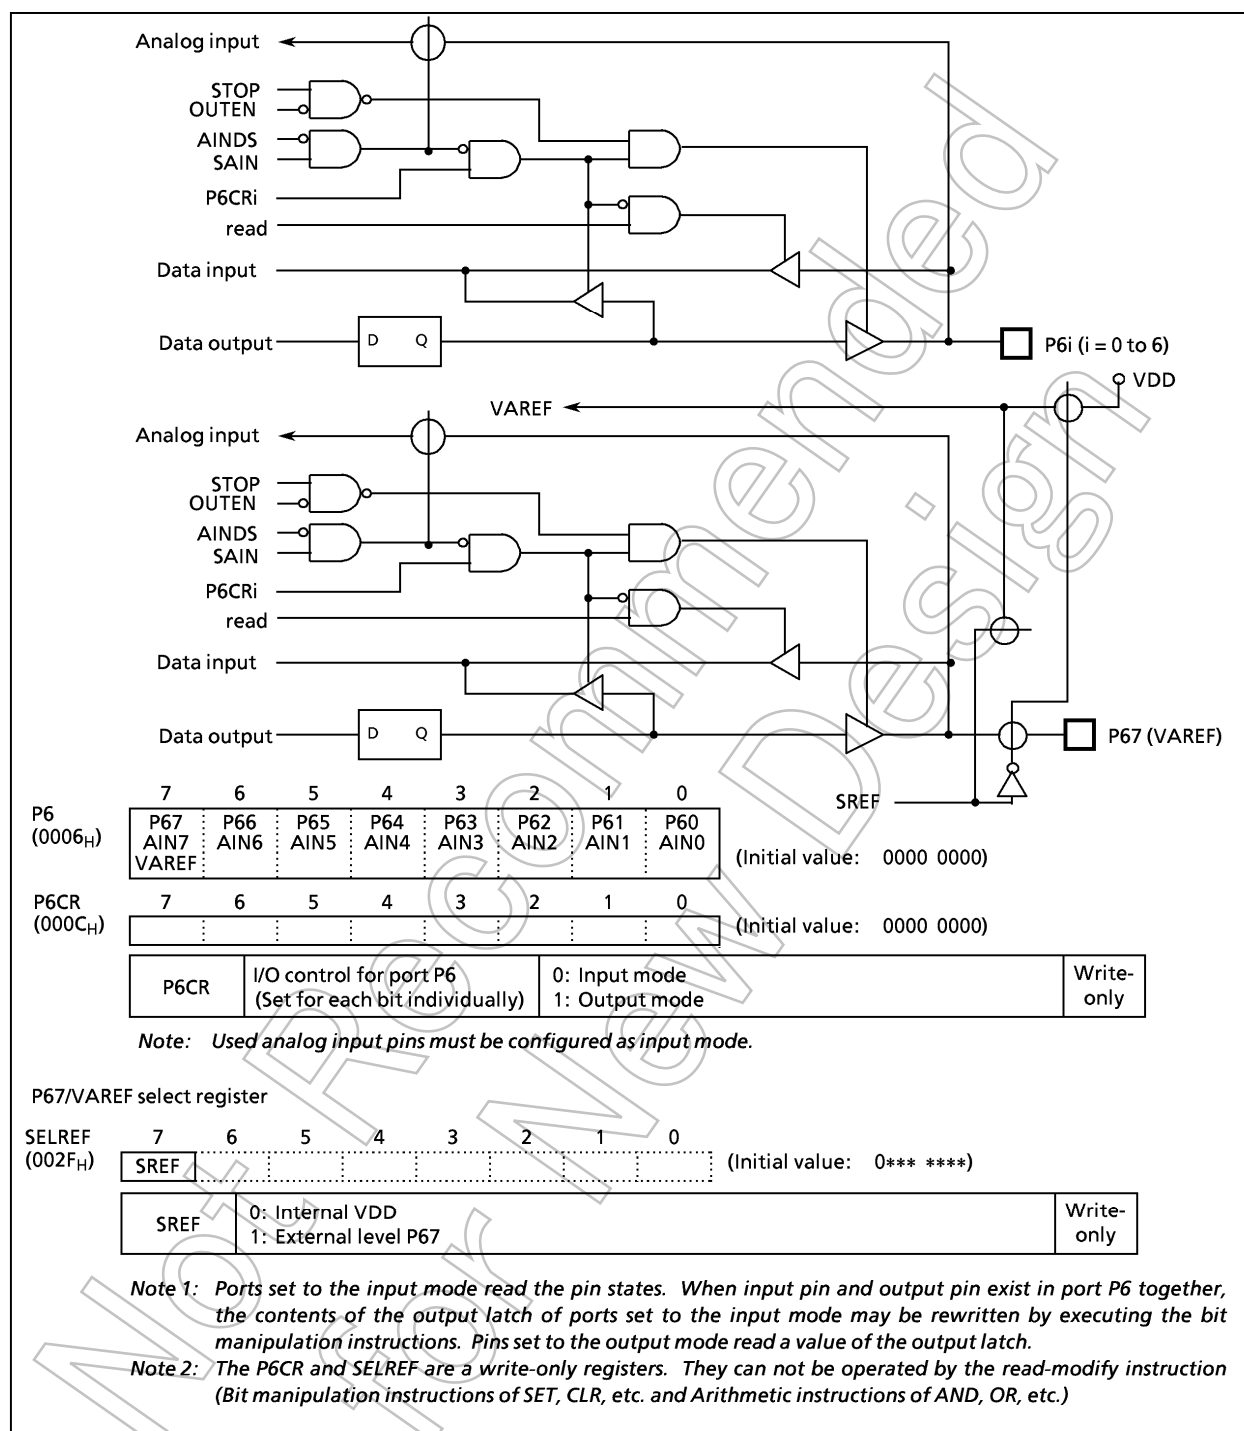 Analog input
STOP
OUTEN
AINDS
SAIN
P6CRi
read
Data input
Data output
D Q
P6i (i = 0 to 6)
VDD
VAREF
Analog input
STOP
OUTEN
AINDS
SAIN
P6CRi
read
Data input
Data output
D Q
P67 (VAREF)
SREF
7 6 5 4 3 2 1 0
P6
(0006H)
P67 P66 P65 P64 P63 P62 P61 P60
AIN7 AIN6 AIN5 AIN4 AIN3 AIN2 AIN1 AIN0
VAREF
(Initial value: 0000 0000)
P6CR
(000CH)
7 6 5 4 3 2 1 0
(Initial value: 0000 0000)
P6CR
I/O control for port P6
(Set for each bit individually)
0: Input mode
1: Output mode
Write-
only
Note: Used analog input pins must be configured as input mode.
P67/VAREF select register
SELREF
(002FH)
7 6 5 4 3 2 1 0
SREF
(Initial value: 0*** ****)
SREF
0: Internal VDD
1: External level P67
Write-
only
Note 1: Ports set to the input mode read the pin states. When input pin and output pin exist in port P6 together,
the contents of the output latch of ports set to the input mode may be rewritten by executing the bit
manipulation instructions. Pins set to the output mode read a value of the output latch.
Note 2: The P6CR and SELREF are a write-only registers. They can not be operated by the read-modify instruction
(Bit manipulation instructions of SET, CLR, etc. and Arithmetic instructions of AND, OR, etc.)
Not Recommended
for New Design